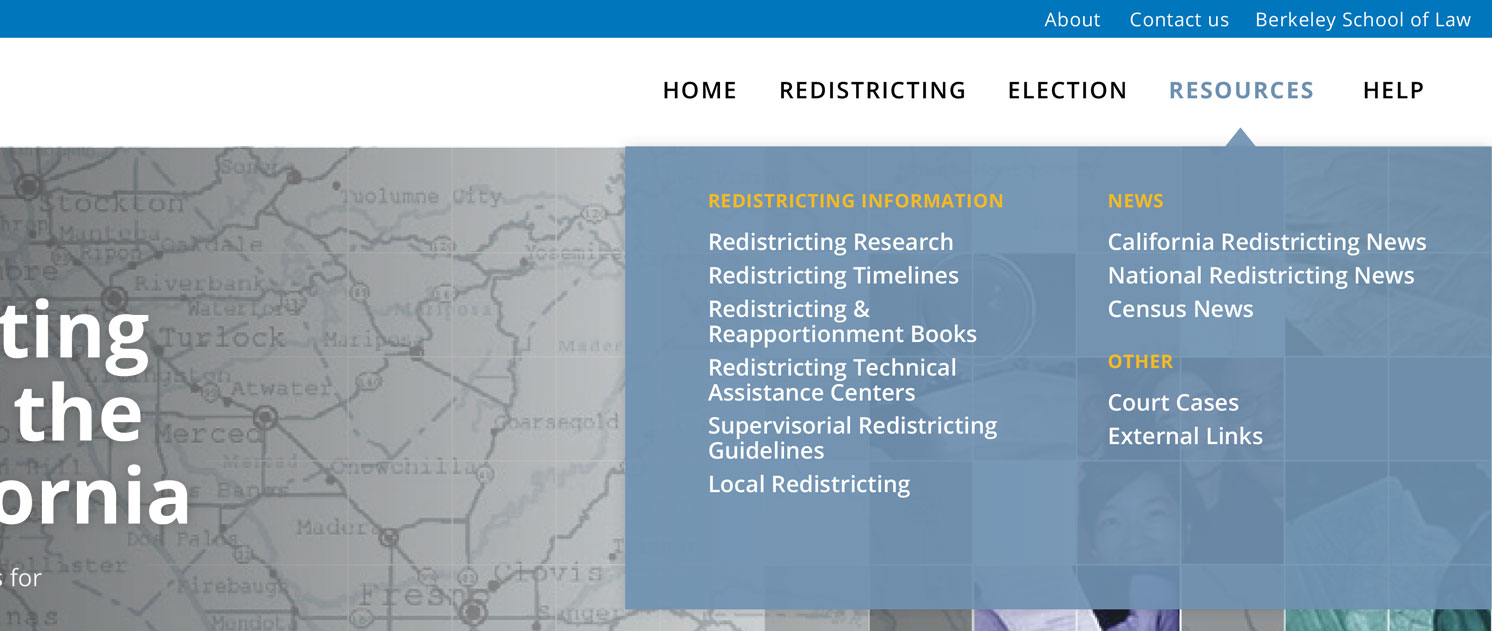 About Contact us Berkeley School of Law
HOME REDISTRICTING ELECTION RESOURCES HELP
REDISTRICTING INFORMATION
Redistricting Research
Redistricting Timelines
Redistricting &
Reapportionment Books
Redistricting Technical
Assistance Centers
Supervisorial Redistricting
Guidelines
Local Redistricting
NEWS
California Redistricting News
National Redistricting News
Census News
OTHER
Court Cases
External Links
ting
the
ornia
s for
Stockton
Tuolumne City
Manteca
Ripon
Oakdale
Riverbank
Waterford
Turlock
Mariposa
Livingston
Atwater
Merced
Chowchilla
Madera
Dos Palos
Firebaugh
Fresno
Clovis
Sanger